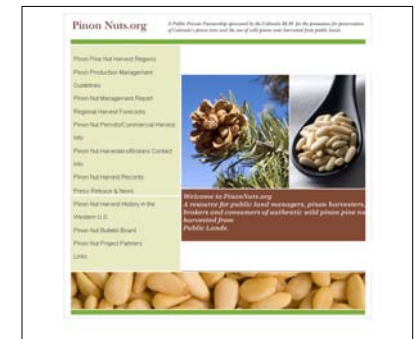 Pinon Nuts.org
A Public Private Partnership sponsored by the Colorado BLM for the promotion for preservation
of Colorado's pinon tree and the use of wild pinon nuts harvested from public lands.
Pinon Pine Nut Harvest Regions
Pinon Production Management
Guidelines
Pinon Nut Management Report
Regional Harvest Forecasts
Pinon Nut Permits/Commercial Harvest
Info
Pinon Nut Harvesters/Brokers Contact
Info
Pinon Nut Harvest Records
Press Release & News
Pinon Nut Harvest History in the
Western U.S.
Pinon Nut Bulletin Board
Pinon Nut Project Partners
Links
Welcome to PinonNuts.org
A resource for public land managers, pinon harvesters,
brokers and consumers of authentic wild pinon pine nu
harvested from
Public Lands.